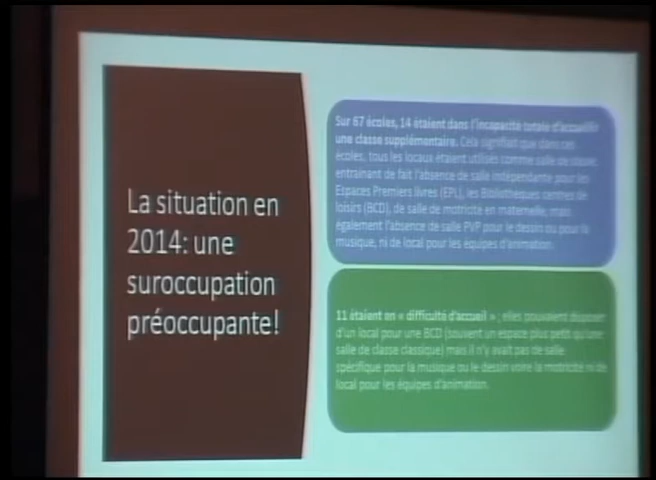 La situation en
2014: une
suroccupation
préoccupante!
Sur 67 écoles, 14 étaient dans l'incapacité totale d'accueillir
une classe supplémentaire. Cela signifiait que dans ces
écoles, tous les locaux étaient utilisés comme salle de classe,
entrainant de fait l'absence de salle indépendante pour les
Espaces Premiers livres (EPL), les Bibliothèques centres de
loisirs (BCD), de salle de motricité en maternelle, mais
également l'absence de salle PVP pour le dessin ou pour la
musique, ni de local pour les équipes d'animation.
11 étaient en « difficulté d'accueil » ; elles pouvaient disposer
d'un local pour une BCD (souvent un espace plus petit qu'une
salle de classe classique) mais il n'y avait pas de salle
spécifique pour la musique ou le dessin voire la motricité ni de
local pour les équipes d'animation.